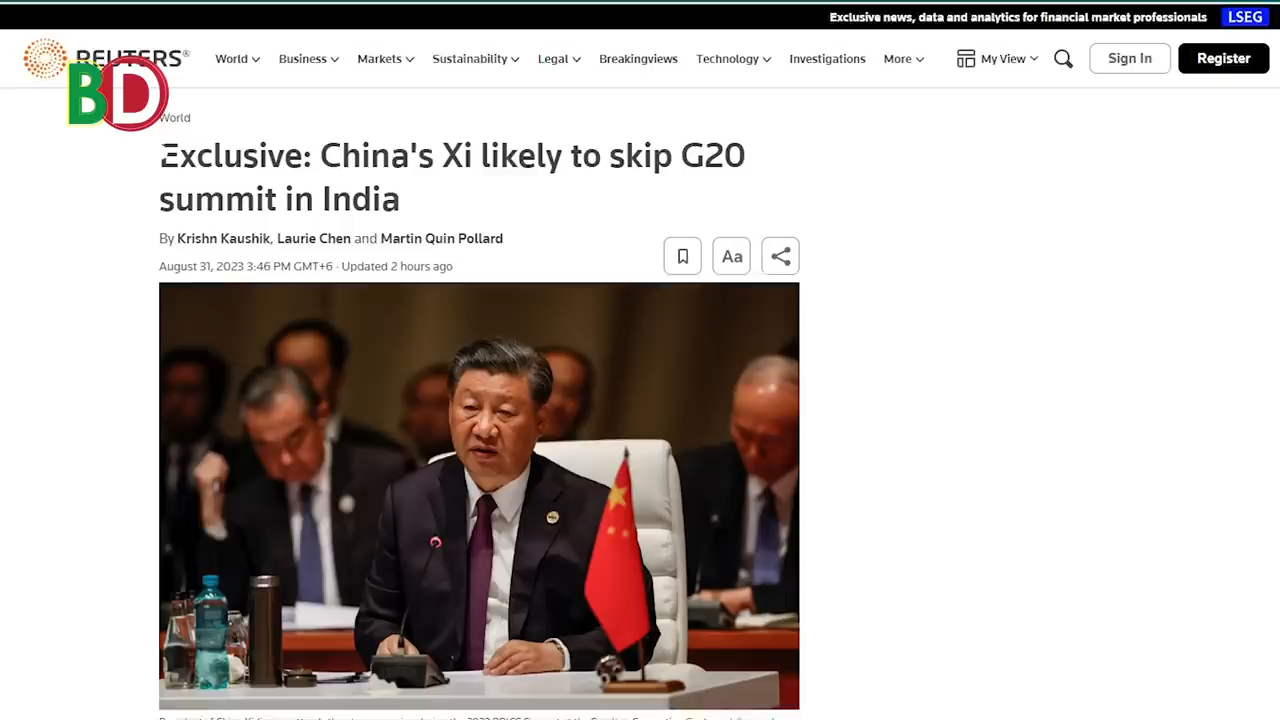 Exclusive news, data and analytics for financial market professionals LSEG
REUTERS®
World Business Markets Sustainability Legal Breakingviews Technology Investigations More My View Sign In Register
BD
World
Exclusive: China's Xi likely to skip G20
summit in India
By Krishn Kaushik, Laurie Chen and Martin Quin Pollard
Aa
August 31, 2023 3:46 PM GMT+6 · Updated 2 hours ago